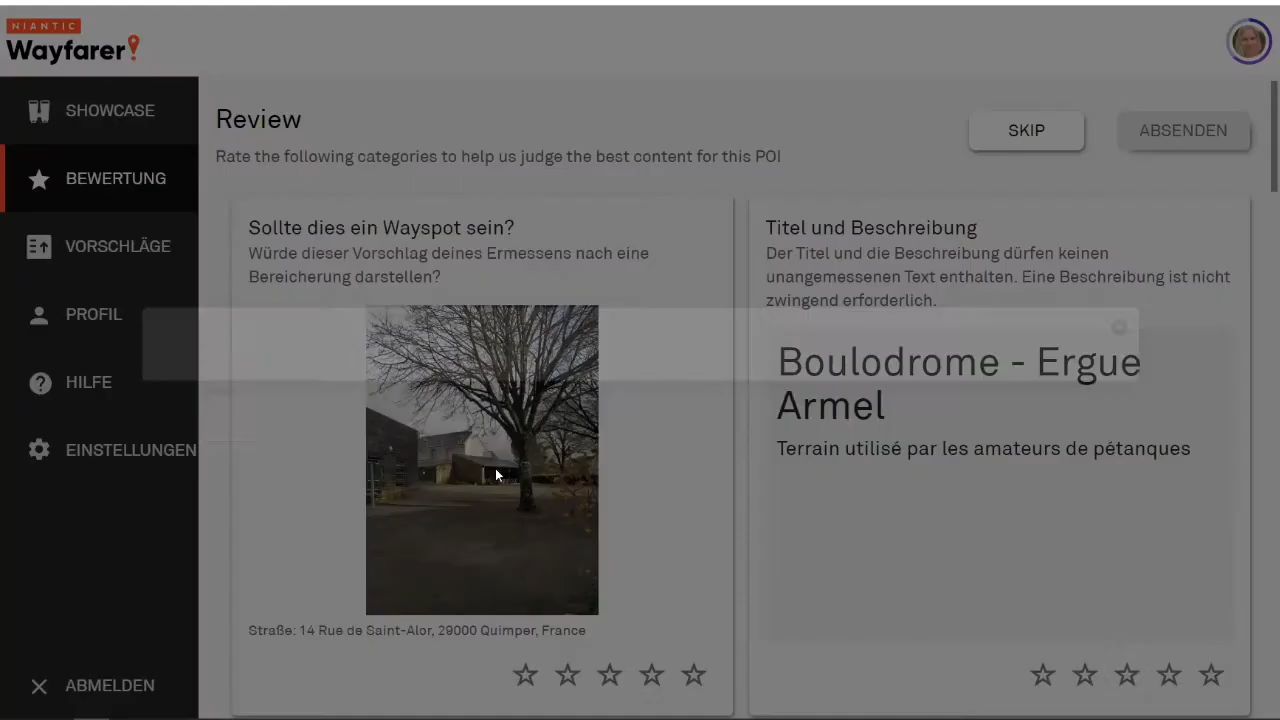 NIANTIC
Wayfarer!
SHOWCASE
BEWERTUNG
VORSCHLÄGE
PROFIL
HILFE
EINSTELLUNGEN
ABMELDEN
Review
Rate the following categories to help us judge the best content for this POI
SKIP
ABSENDEN
Sollte dies ein Wayspot sein?
Würde dieser Vorschlag deines Ermessens nach eine
Bereicherung darstellen?
Straße: 14 Rue de Saint-Alor, 29000 Quimper, France
Titel und Beschreibung
Der Titel und die Beschreibung dürfen keinen
unangemessenen Text enthalten. Eine Beschreibung ist nicht
zwingend erforderlich.
Boulodrome - Ergue
Armel
Terrain utilisé par les amateurs de pétanques